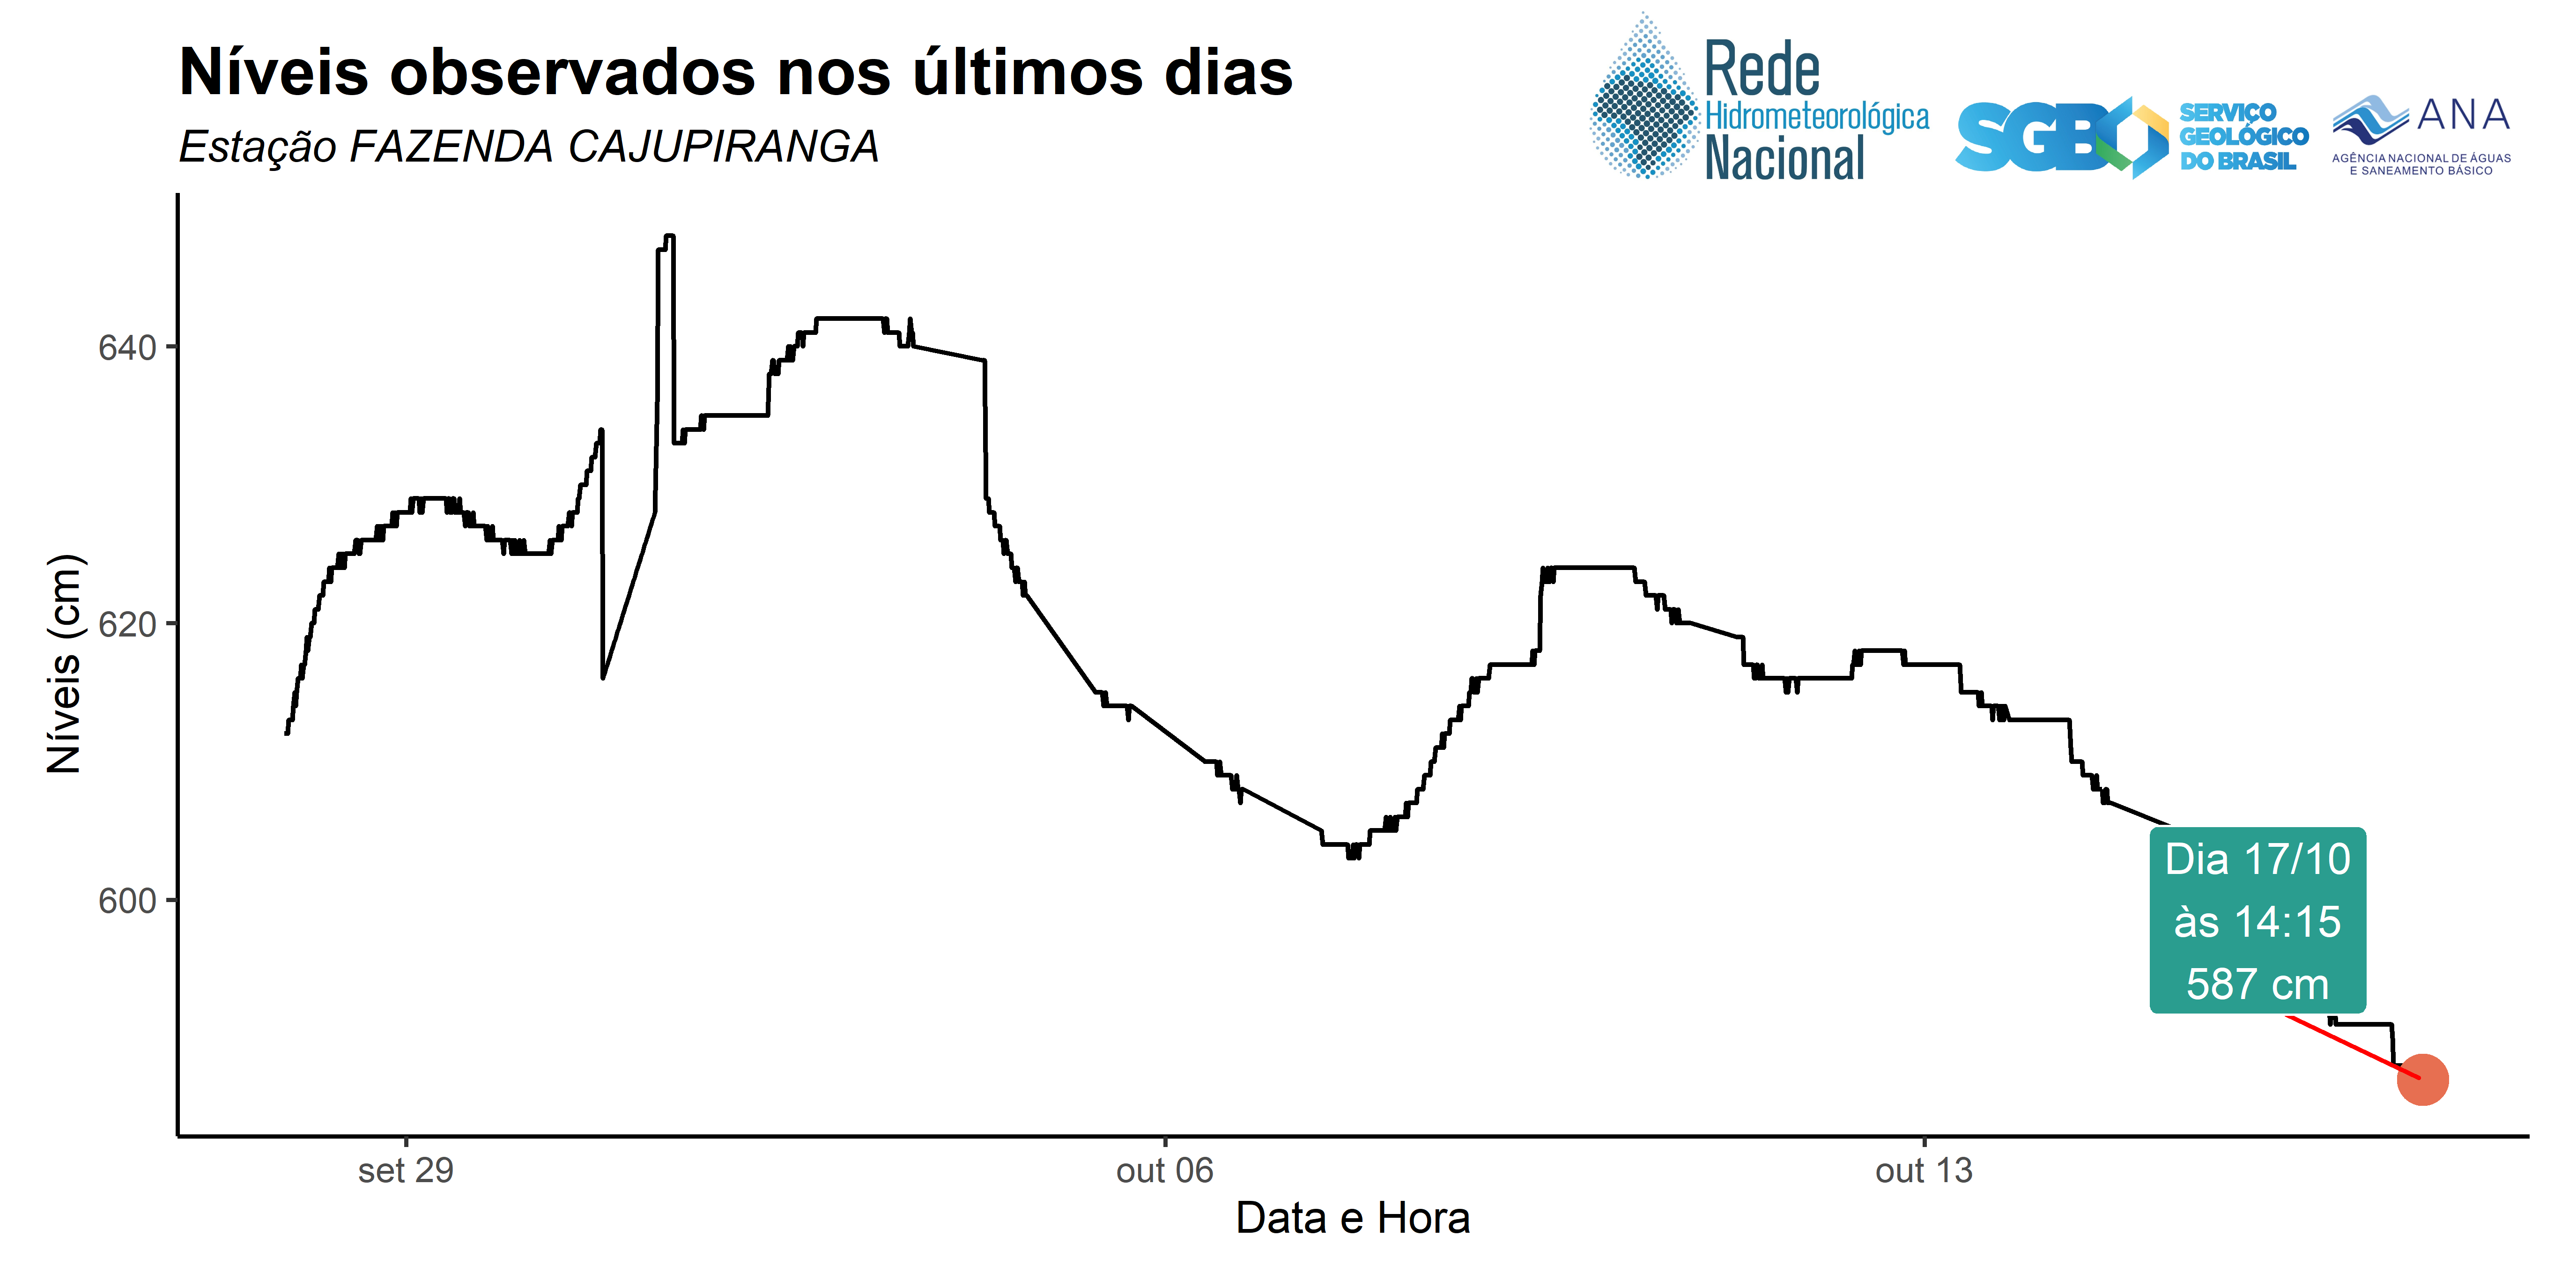 Níveis observados nos últimos dias
Estação FAZENDA CAJUPIRANGA
Rede
Hidrometeorológica
Nacional
SGB
SERVIÇO
GEOLÓGICO
DO BRASIL
ANA
AGÊNCIA NACIONAL DE ÁGUAS
E SANEAMENTO BÁSICO
Níveis (cm)
640
620
600
Dia 17/10
às 14:15
587 cm
set 29
out 06
out 13
Data e Hora